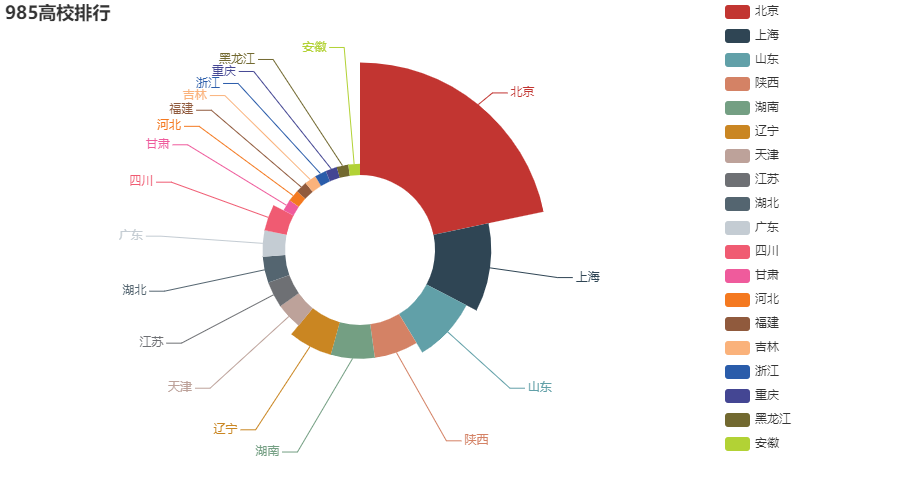 985高校排行
安徽
黑龙江
重庆
浙江
吉林
福建
河北
甘肃
四川
广东
湖北
江苏
天津
辽宁
湖南
陕西
山东
上海
北京
北京
上海
山东
陕西
湖南
辽宁
天津
江苏
湖北
广东
四川
甘肃
河北
福建
吉林
浙江
重庆
黑龙江
安徽